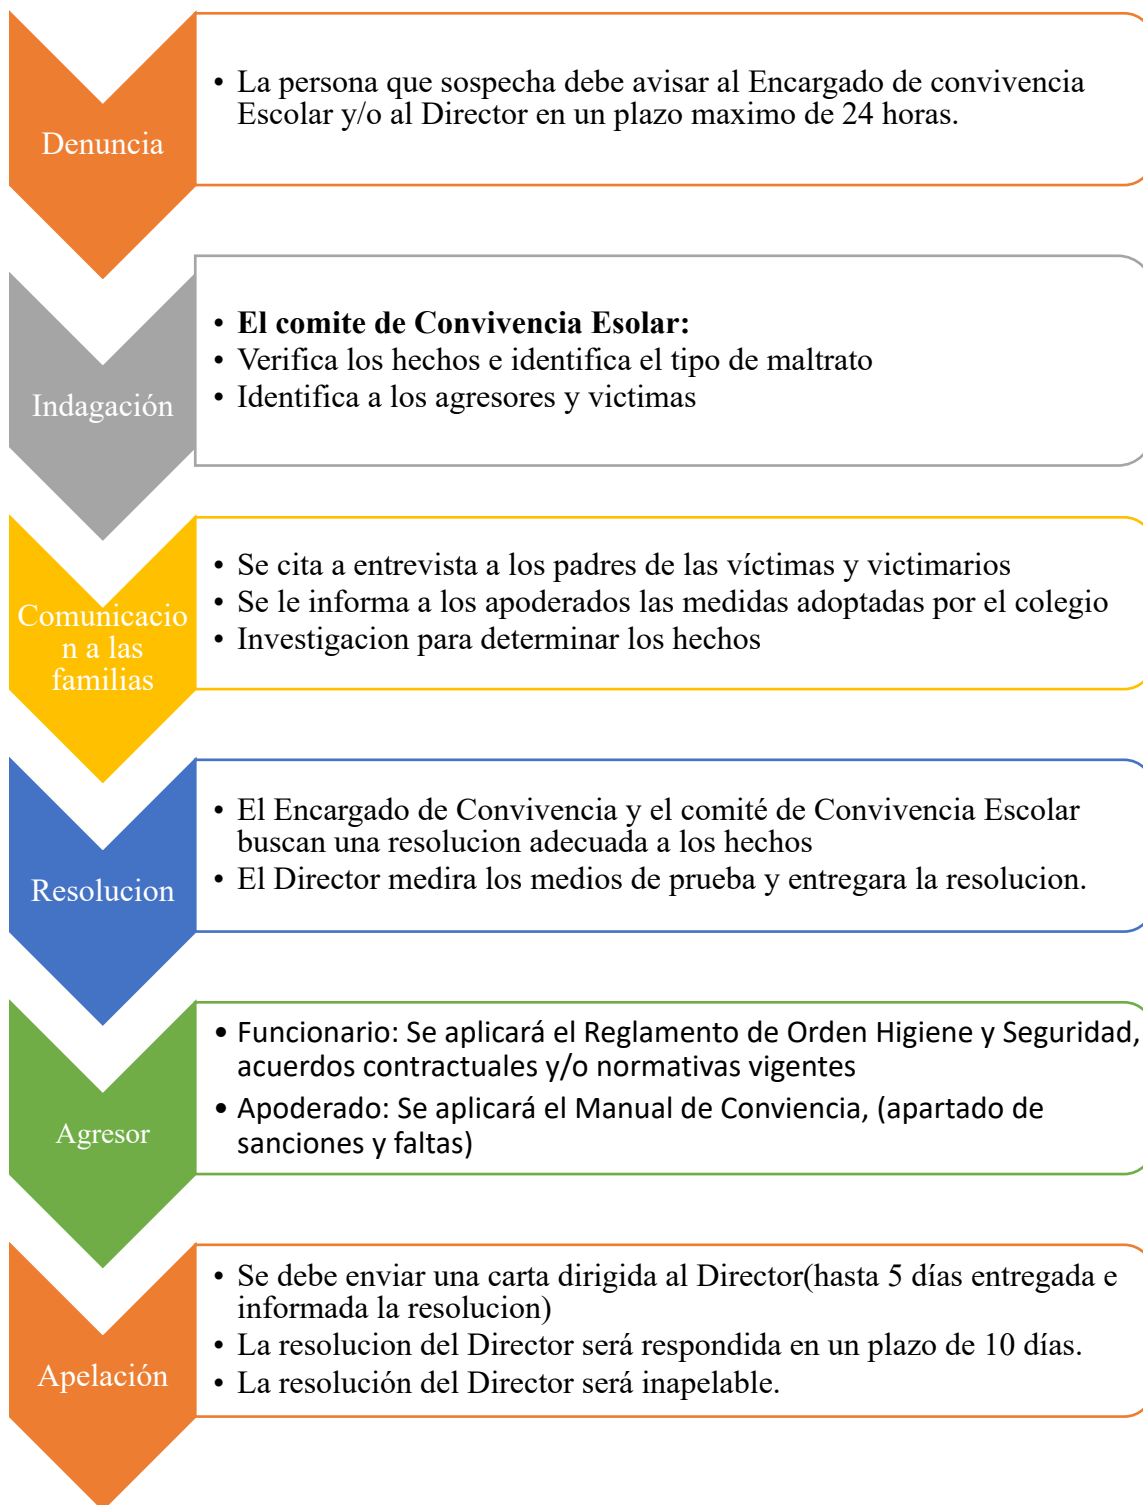 Denuncia
• La persona que sospecha debe avisar al Encargado de convivencia
Escolar y/o al Director en un plazo maximo de 24 horas.
Indagación
• El comite de Convivencia Esolar:
• Verifica los hechos e identifica el tipo de maltrato
• Identifica a los agresores y victimas
Comunicacio
n a las
familias
• Se cita a entrevista a los padres de las víctimas y victimarios
• Se le informa a los apoderados las medidas adoptadas por el colegio
• Investigacion para determinar los hechos
Resolucion
• El Encargado de Convivencia y el comité de Convivencia Escolar
buscan una resolucion adecuada a los hechos
• El Director medira los medios de prueba y entregara la resolucion.
Agresor
• Funcionario: Se aplicará el Reglamento de Orden Higiene y Seguridad,
acuerdos contractuales y/o normativas vigentes
• Apoderado: Se aplicará el Manual de Conviencia, (apartado de
sanciones y faltas)
Apelación
• Se debe enviar una carta dirigida al Director(hasta 5 días entregada e
informada la resolucion)
• La resolucion del Director será respondida en un plazo de 10 días.
• La resolución del Director será inapelable.